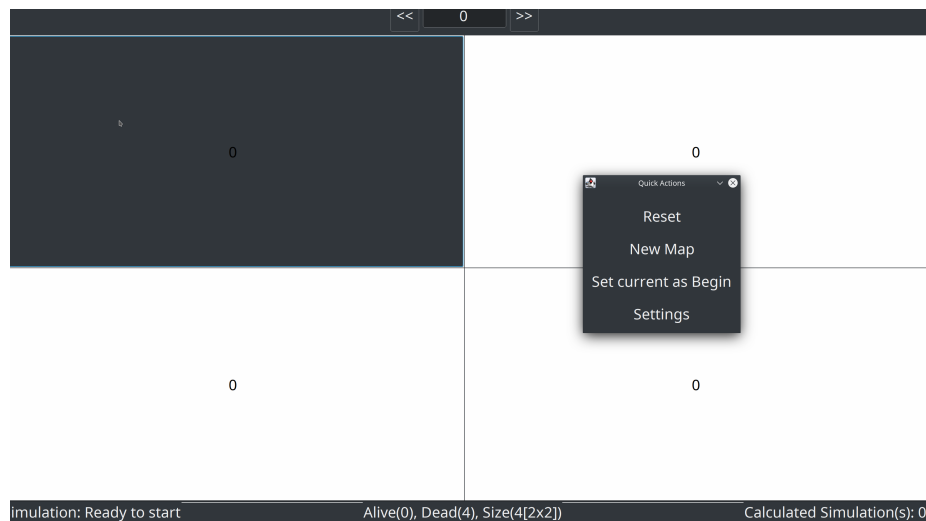 << 0 >>
0 0
Quick Actions
Reset
New Map
Set current as Begin
Settings
0 0
imulation: Ready to start Alive(0), Dead(4), Size(4[2x2]) Calculated Simulation(s): 0